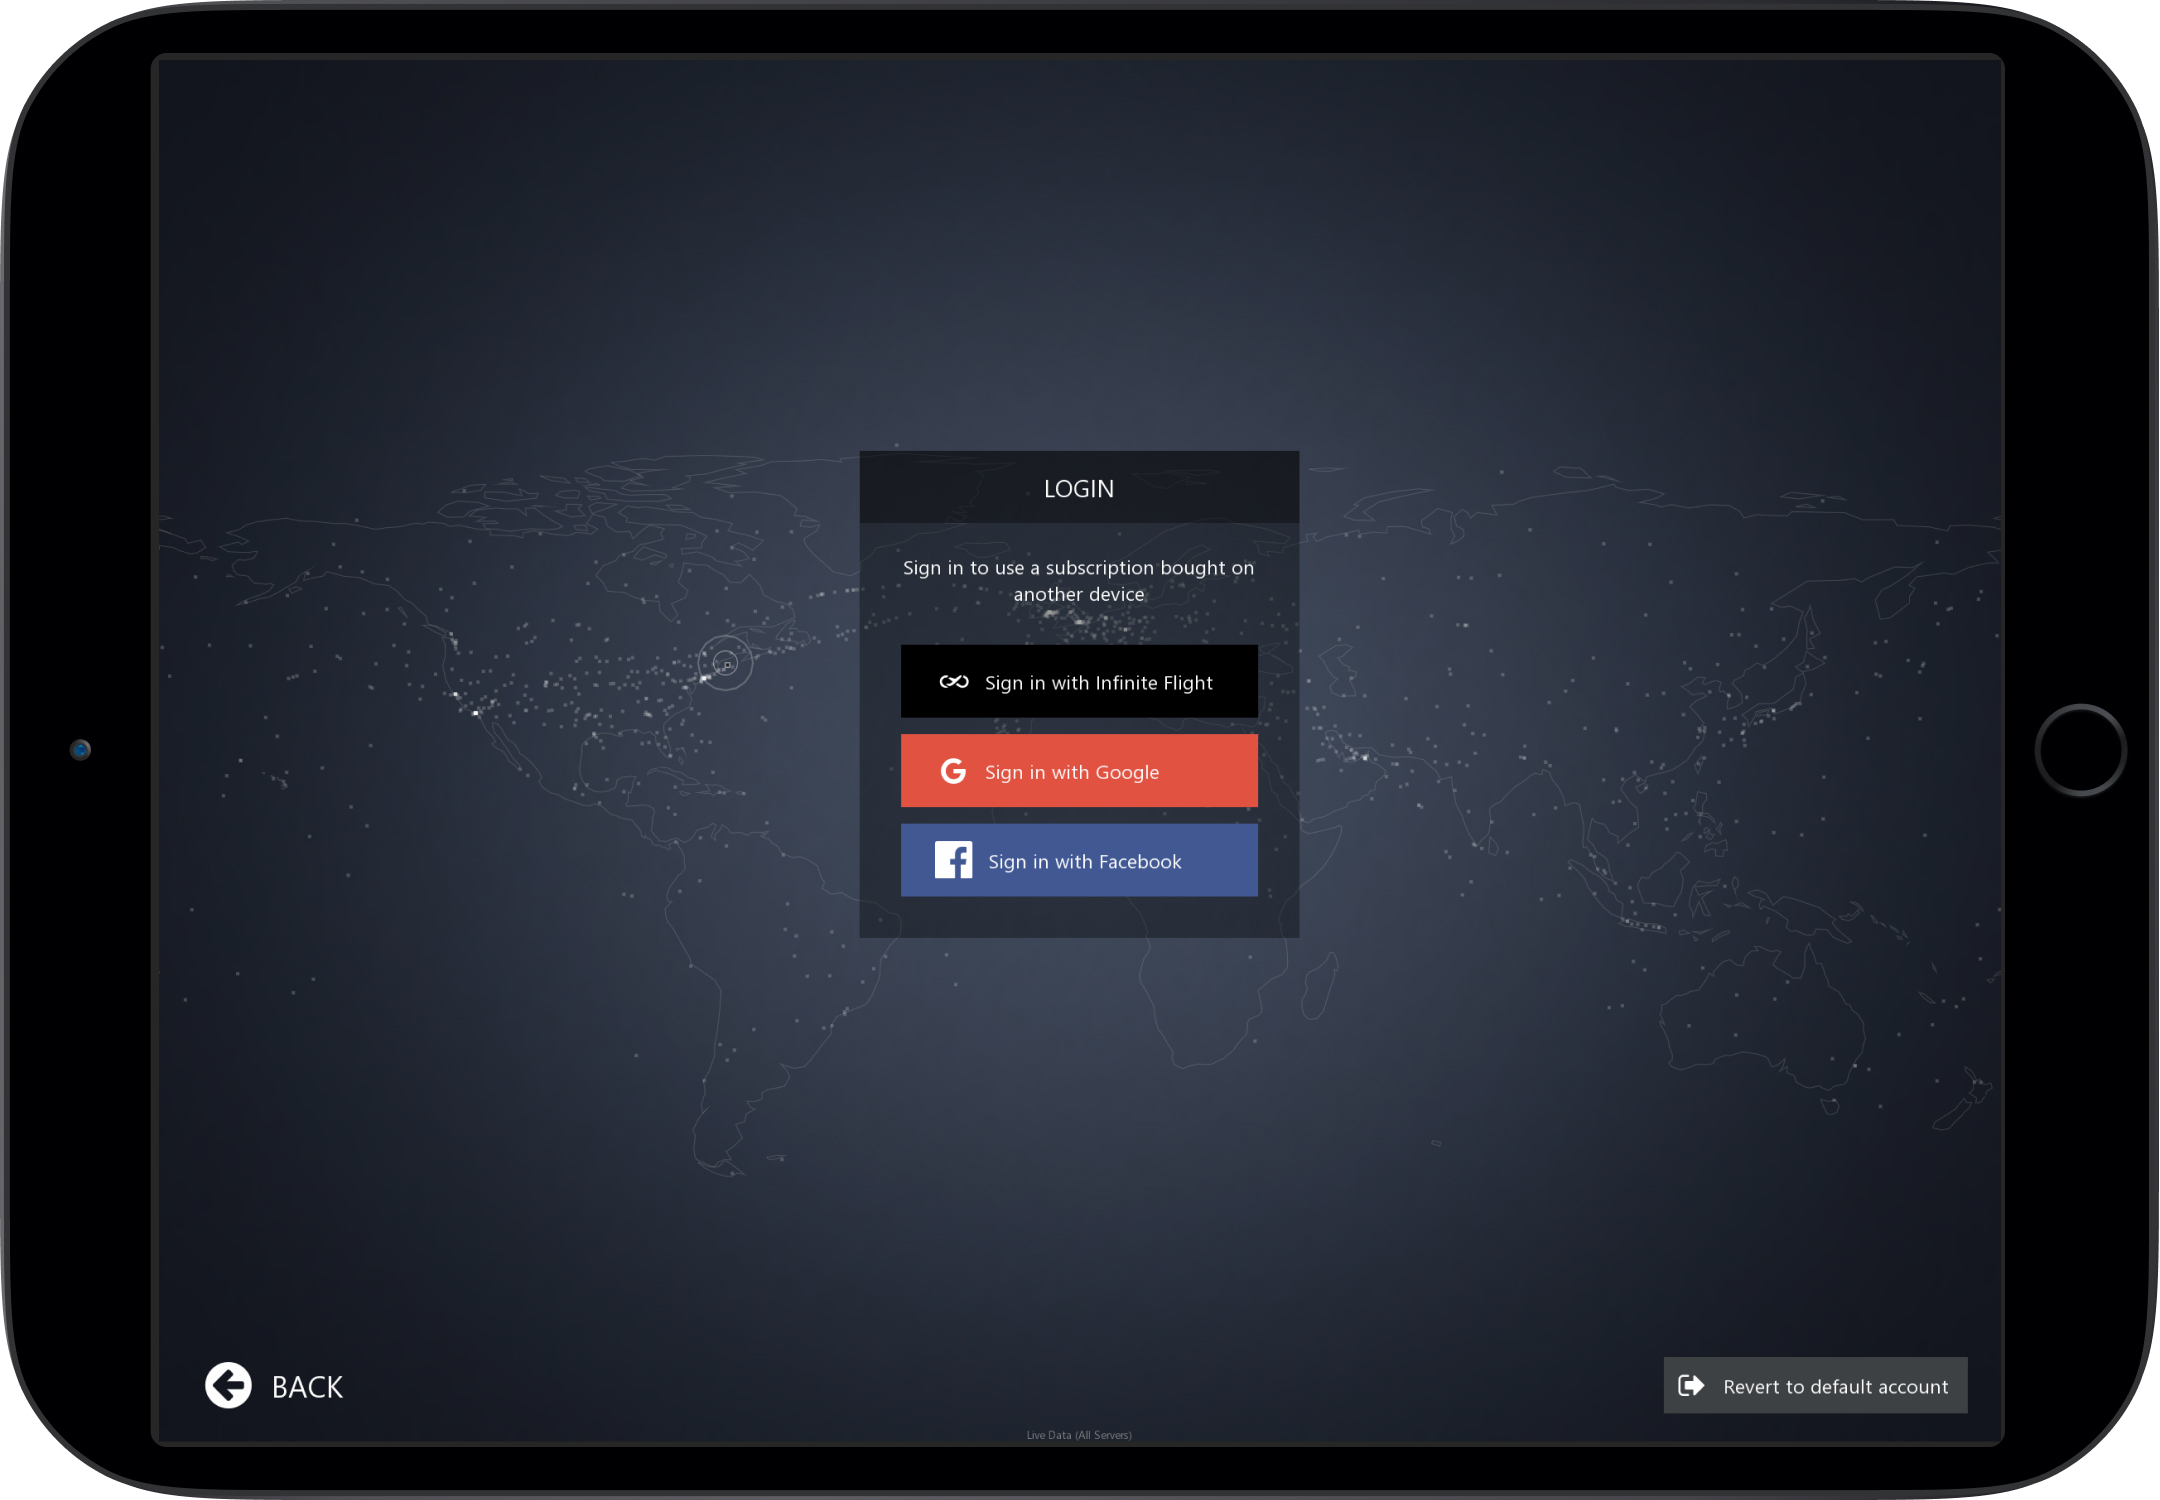 LOGIN
Sign in to use a subscription bought on
another device
Sign in with Infinite Flight
Sign in with Google
Sign in with Facebook
BACK
Revert to default account
Live Data (All Servers)